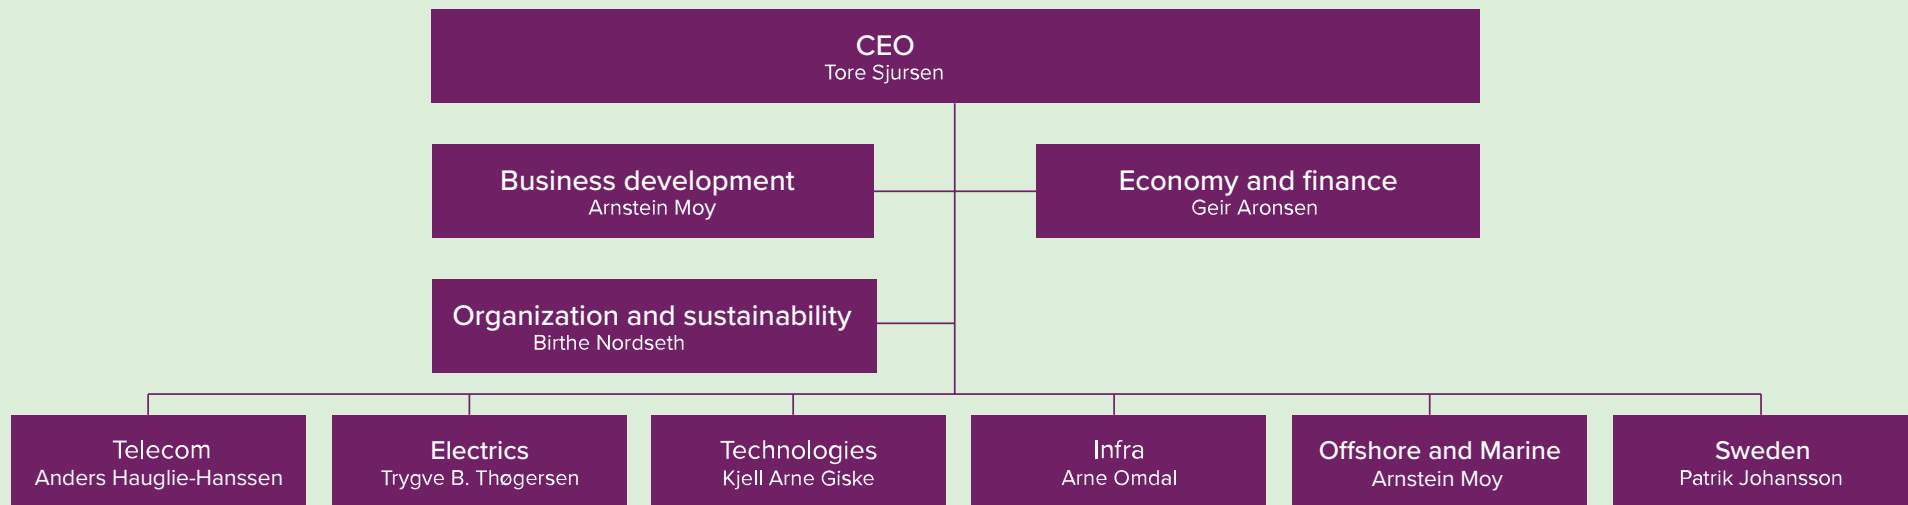 CEO
Tore Sjursen
Business development
Arnstein Moy
Economy and finance
Geir Aronsen
Organization and sustainability
Birthe Nordseth
Telecom
Anders Hauglie-Hanssen
Electrics
Trygve B. Thøgersen
Technologies
Kjell Arne Giske
Infra
Arne Omdal
Offshore and Marine
Arnstein Moy
Sweden
Patrik Johansson